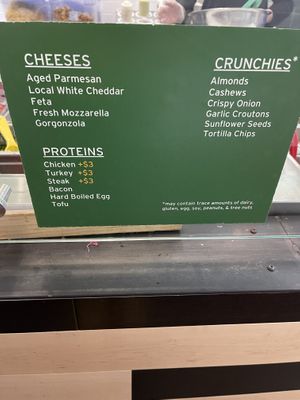 CHEESES
Aged Parmesan
Local White Cheddar
Feta
Fresh Mozzarella
Gorgonzola
PROTEINS
Chicken +$3
Turkey +$3
Steak +$3
Bacon
Hard Boiled Egg
Tofu
CRUNCHIES*
Almonds
Cashews
Crispy Onion
Garlic Croutons
Sunflower Seeds
Tortilla Chips
*may contain trace amounts of dairy,
gluten, egg, soy, peanuts, & tree nuts